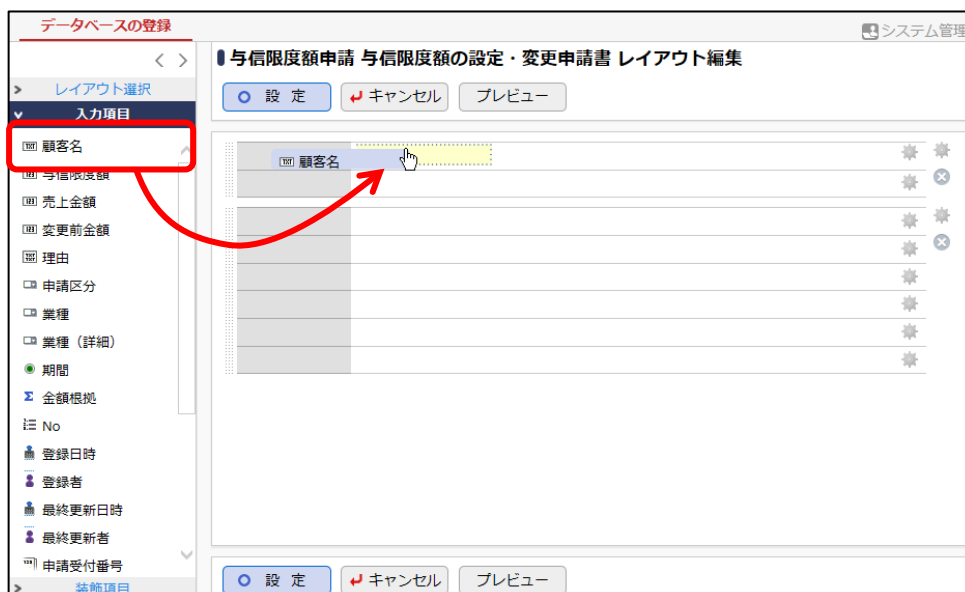 データベースの登録
システム管理
レイアウト選択
入力項目
顧客名
与信限度額
売上金額
変更前金額
理由
申請区分
業種
業種（詳細）
期間
金額根拠
No
登録日時
登録者
最終更新日時
最終更新者
申請受付番号
装飾項目
与信限度額申請 与信限度額の設定・変更申請書 レイアウト編集
設 定 キャンセル プレビュー
顧客名
設 定 キャンセル プレビュー